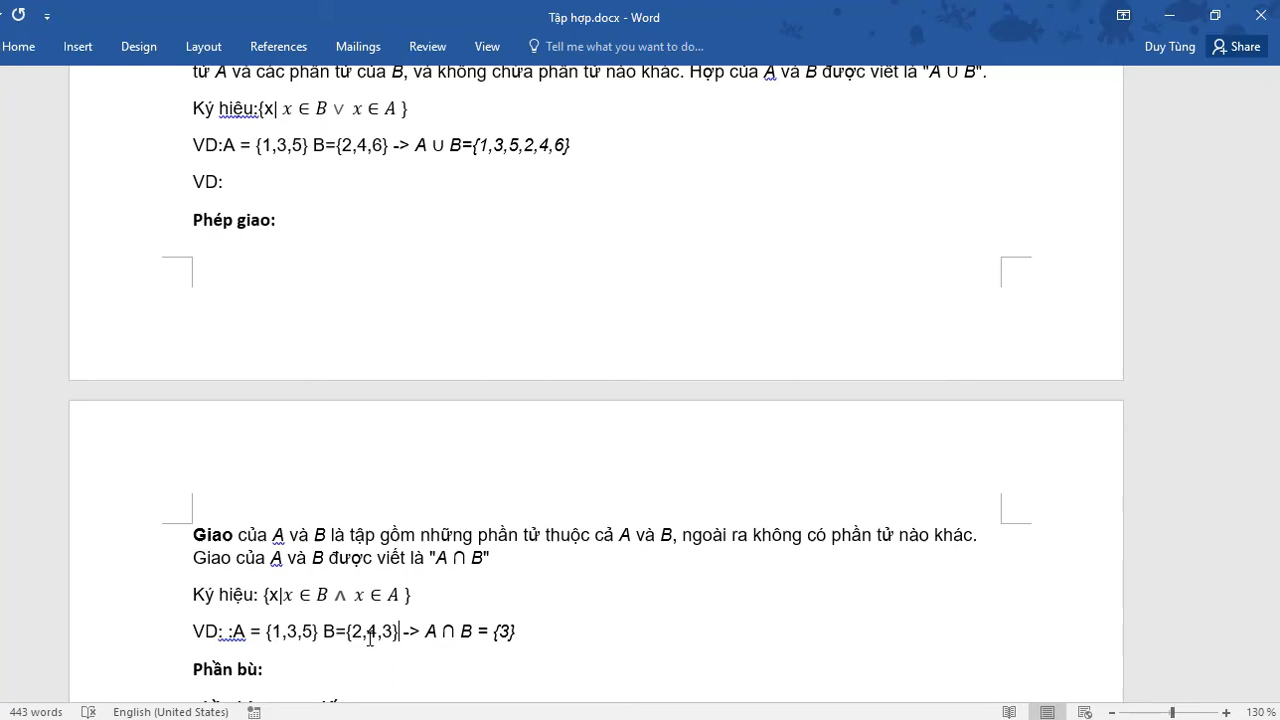 Tập hợp.docx - Word
Home Insert Design Layout References Mailings Review View Tell me what you want to do... Duy Tùng Share
tử A và các phần tử của B, và không chứa phần tử nào khác. Hợp của A và B được viết là "A ∪ B".
Ký hiệu:{x| x ∈ B ∨ x ∈ A }
VD:A = {1,3,5} B={2,4,6} -> A ∪ B={1,3,5,2,4,6}
VD:
Phép giao:
Giao của A và B là tập gồm những phần tử thuộc cả A và B, ngoài ra không có phần tử nào khác.
Giao của A và B được viết là "A ∩ B"
Ký hiệu: {x|x ∈ B ∧ x ∈ A }
VD: :A = {1,3,5} B={2,4,3} -> A ∩ B = {3}
Phần bù:
443 words English (United States) 130 %